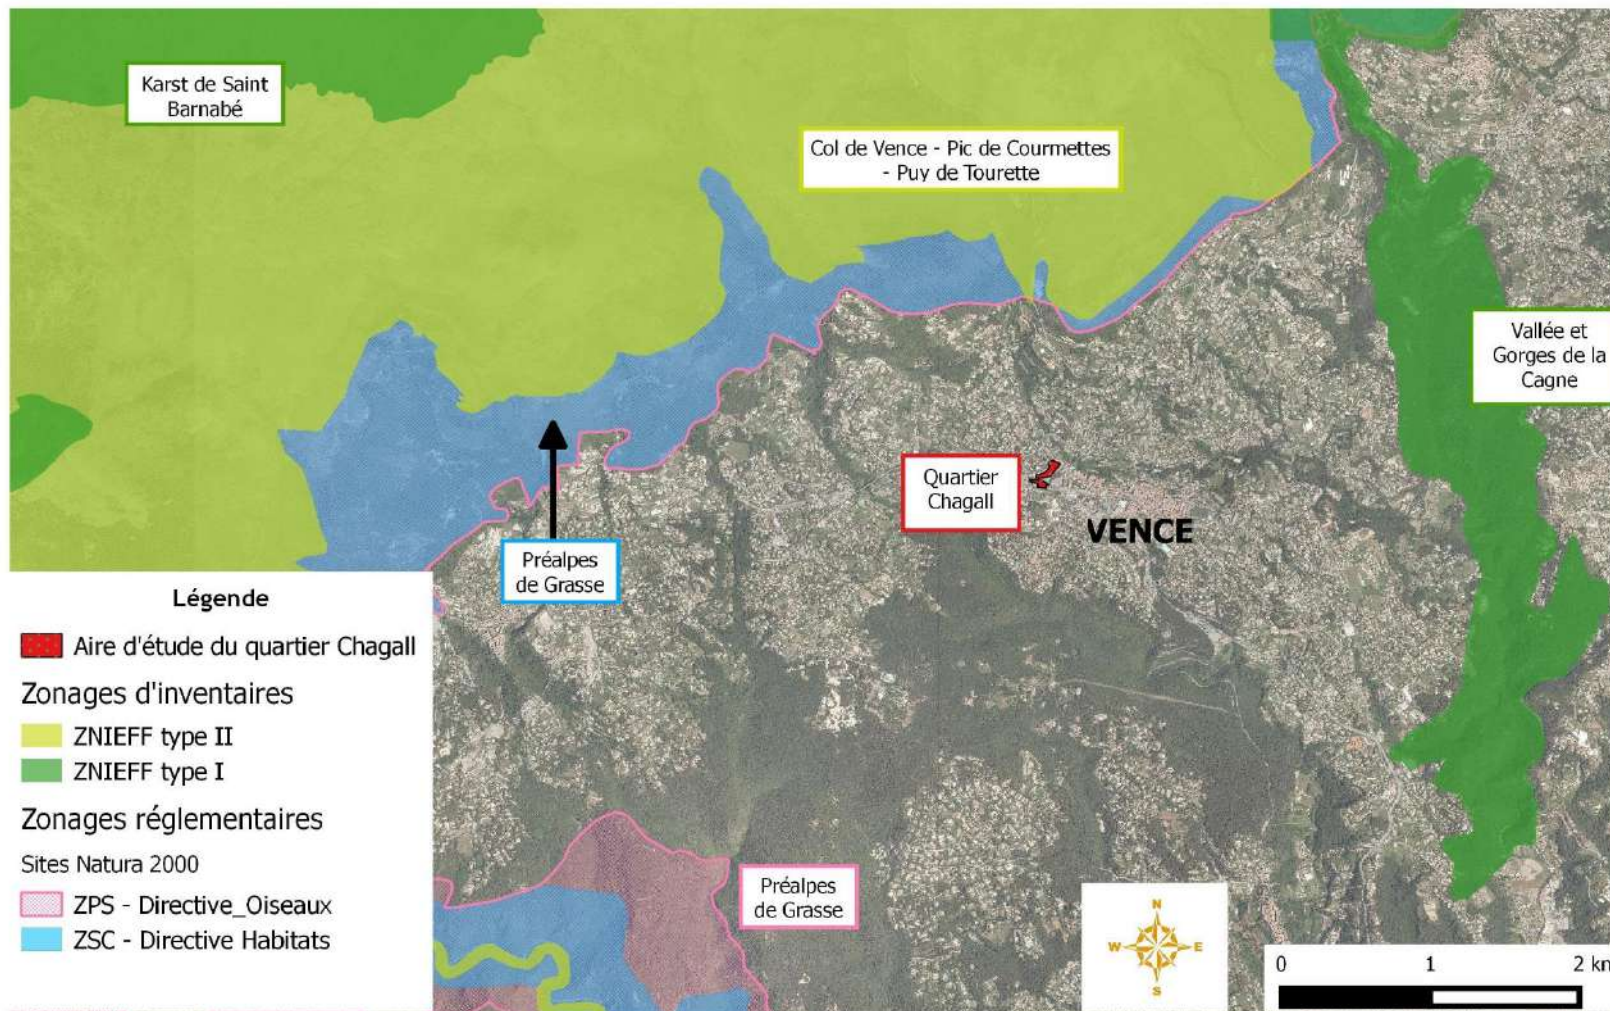 Karst de Saint
Barnabé
Col de Vence - Pic de Courmettes
- Puy de Tourette
Vallée et
Gorges de la
Cagne
Quartier
Chagall
VENCE
Préalpes
de Grasse
Légende
Aire d'étude du quartier Chagall
Zonages d'inventaires
ZNIEFF type II
ZNIEFF type I
Zonages réglementaires
Sites Natura 2000
ZPS - Directive_Oiseaux
ZSC - Directive Habitats
Préalpes
de Grasse
N
W E
S
0 1 2 km